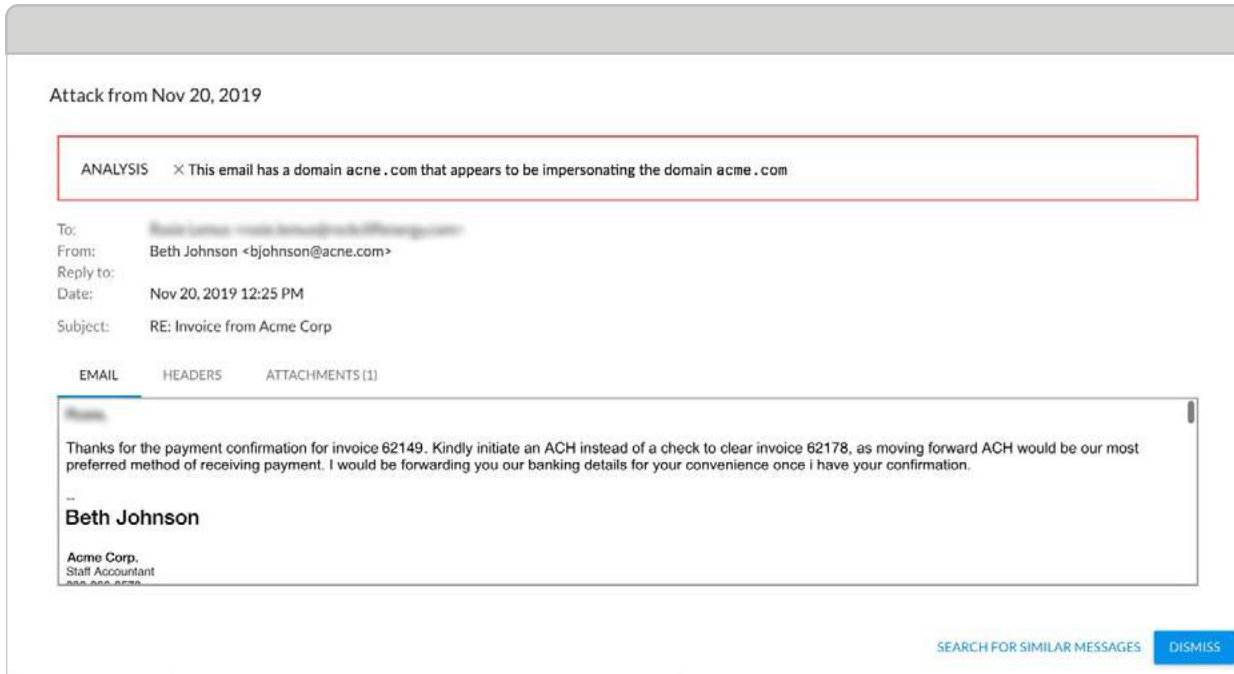 Attack from Nov 20, 2019
ANALYSIS × This email has a domain acne.com that appears to be impersonating the domain acme.com
To:
From: Beth Johnson <bjohnson@acne.com>
Reply to:
Date: Nov 20, 2019 12:25 PM
Subject: RE: Invoice from Acme Corp
EMAIL HEADERS ATTACHMENTS (1)
Thanks for the payment confirmation for invoice 62149. Kindly initiate an ACH instead of a check to clear invoice 62178, as moving forward ACH would be our most
preferred method of receiving payment. I would be forwarding you our banking details for your convenience once i have your confirmation.
--
Beth Johnson
Acme Corp.
Staff Accountant
SEARCH FOR SIMILAR MESSAGES DISMISS